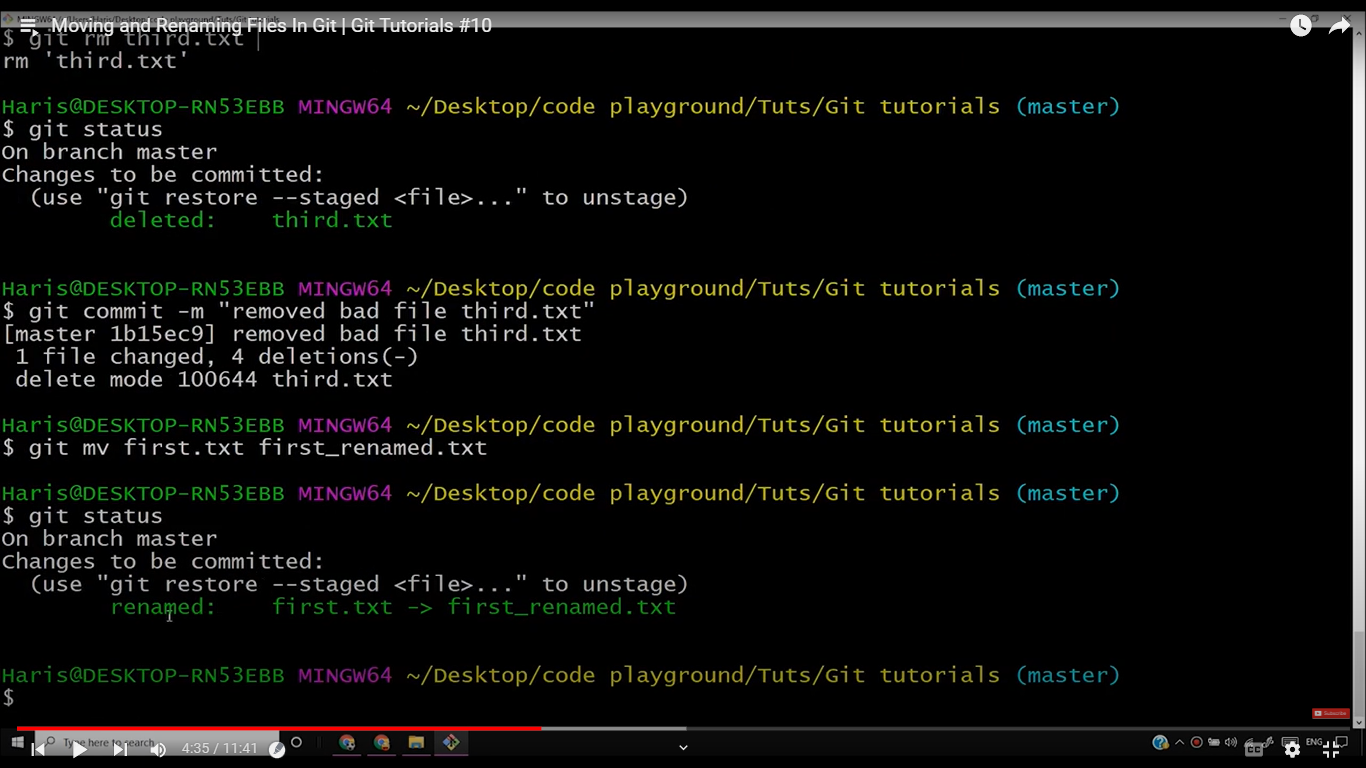 Moving and Renaming Files In Git | Git Tutorials #10
$ git rm third.txt
rm 'third.txt'
Haris@DESKTOP-RN53EBB MINGW64 ~/Desktop/code playground/Tuts/Git tutorials (master)
$ git status
On branch master
Changes to be committed:
(use "git restore --staged <file>..." to unstage)
deleted: third.txt
Haris@DESKTOP-RN53EBB MINGW64 ~/Desktop/code playground/Tuts/Git tutorials (master)
$ git commit -m "removed bad file third.txt"
[master 1b15ec9] removed bad file third.txt
1 file changed, 4 deletions(-)
delete mode 100644 third.txt
Haris@DESKTOP-RN53EBB MINGW64 ~/Desktop/code playground/Tuts/Git tutorials (master)
$ git mv first.txt first_renamed.txt
Haris@DESKTOP-RN53EBB MINGW64 ~/Desktop/code playground/Tuts/Git tutorials (master)
$ git status
On branch master
Changes to be committed:
(use "git restore --staged <file>..." to unstage)
renamed: first.txt -> first_renamed.txt
Haris@DESKTOP-RN53EBB MINGW64 ~/Desktop/code playground/Tuts/Git tutorials (master)
$
Subscribe
Type here to search
4:35 / 11:41
ENG
CC